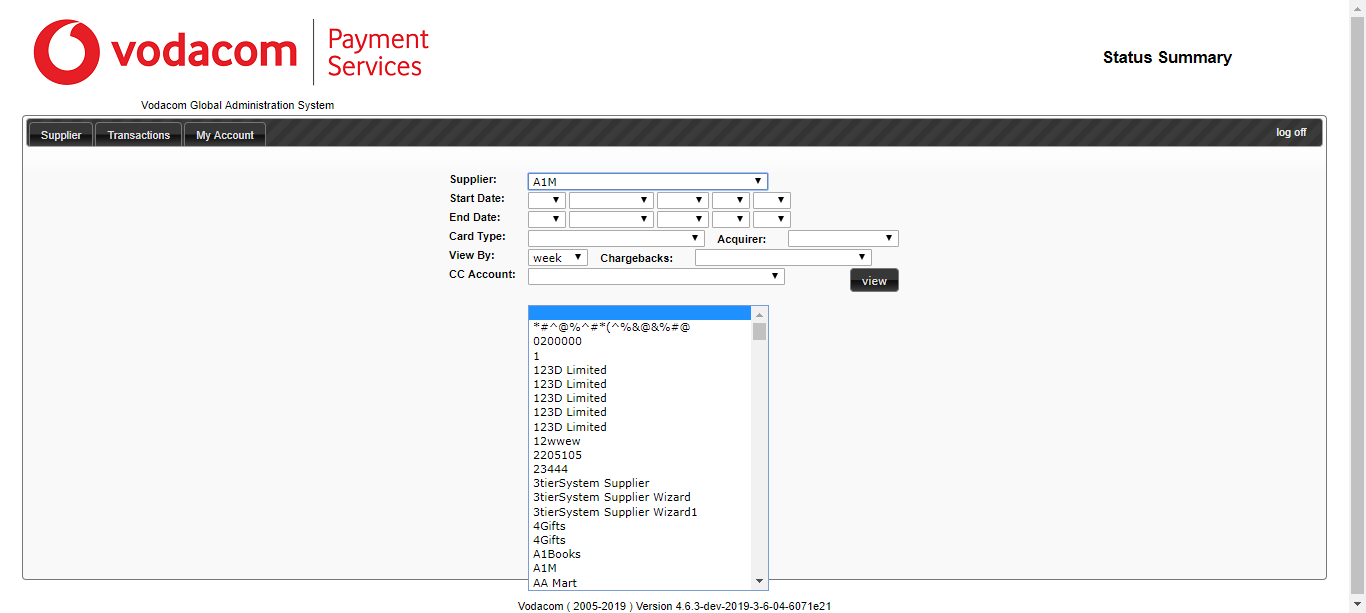 vodacom
Payment
Services
Status Summary
Vodacom Global Administration System
Supplier Transactions My Account log off
Supplier: A1M
Start Date:
End Date:
Card Type: Acquirer:
View By: week Chargebacks:
CC Account: view
*#^@%^#*(^%&@&%#@
0200000
1
123D Limited
123D Limited
123D Limited
123D Limited
123D Limited
12wwew
2205105
23444
3tierSystem Supplier
3tierSystem Supplier Wizard
3tierSystem Supplier Wizard1
4Gifts
4Gifts
A1Books
A1M
AA Mart
Vodacom ( 2005-2019 ) Version 4.6.3-dev-2019-3-6-04-6071e21